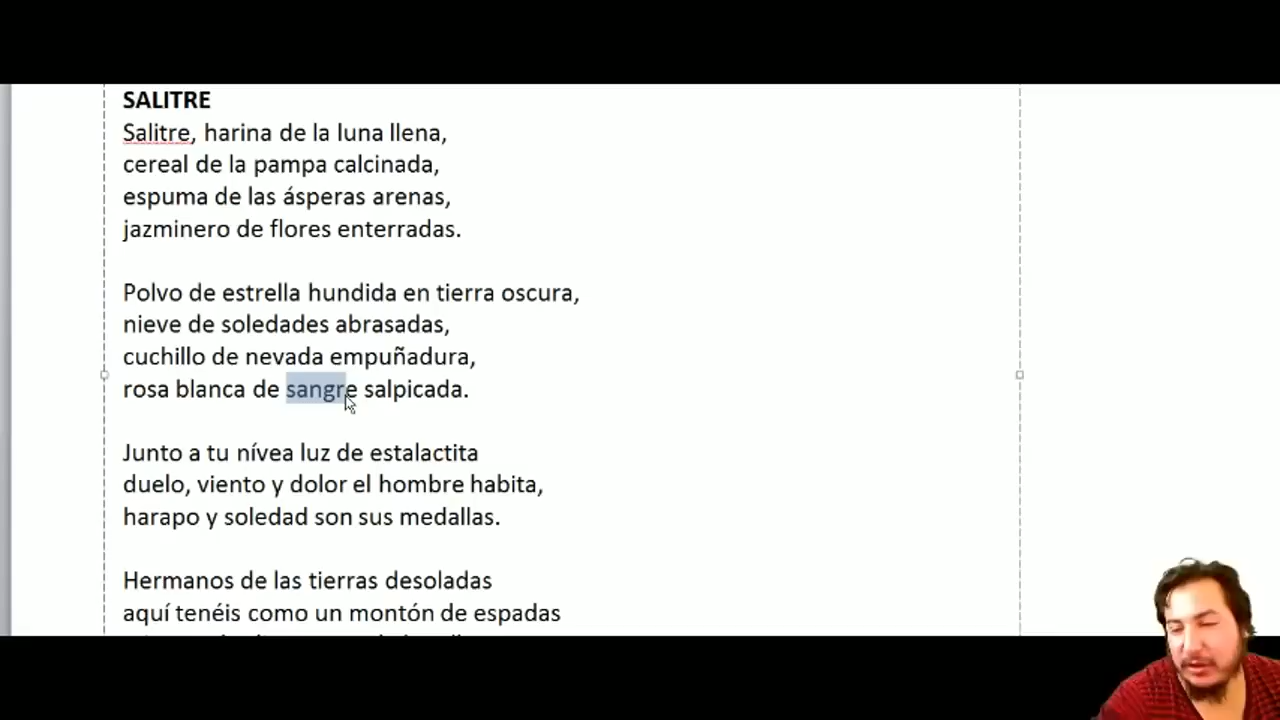 SALITRE
Salitre, harina de la luna llena,
cereal de la pampa calcinada,
espuma de las ásperas arenas,
jazminero de flores enterradas.
Polvo de estrella hundida en tierra oscura,
nieve de soledades abrasadas,
cuchillo de nevada empuñadura,
rosa blanca de sangre salpicada.
Junto a tu nívea luz de estalactita
duelo, viento y dolor el hombre habita,
harapo y soledad son sus medallas.
Hermanos de las tierras desoladas
aquí tenéis como un montón de espadas